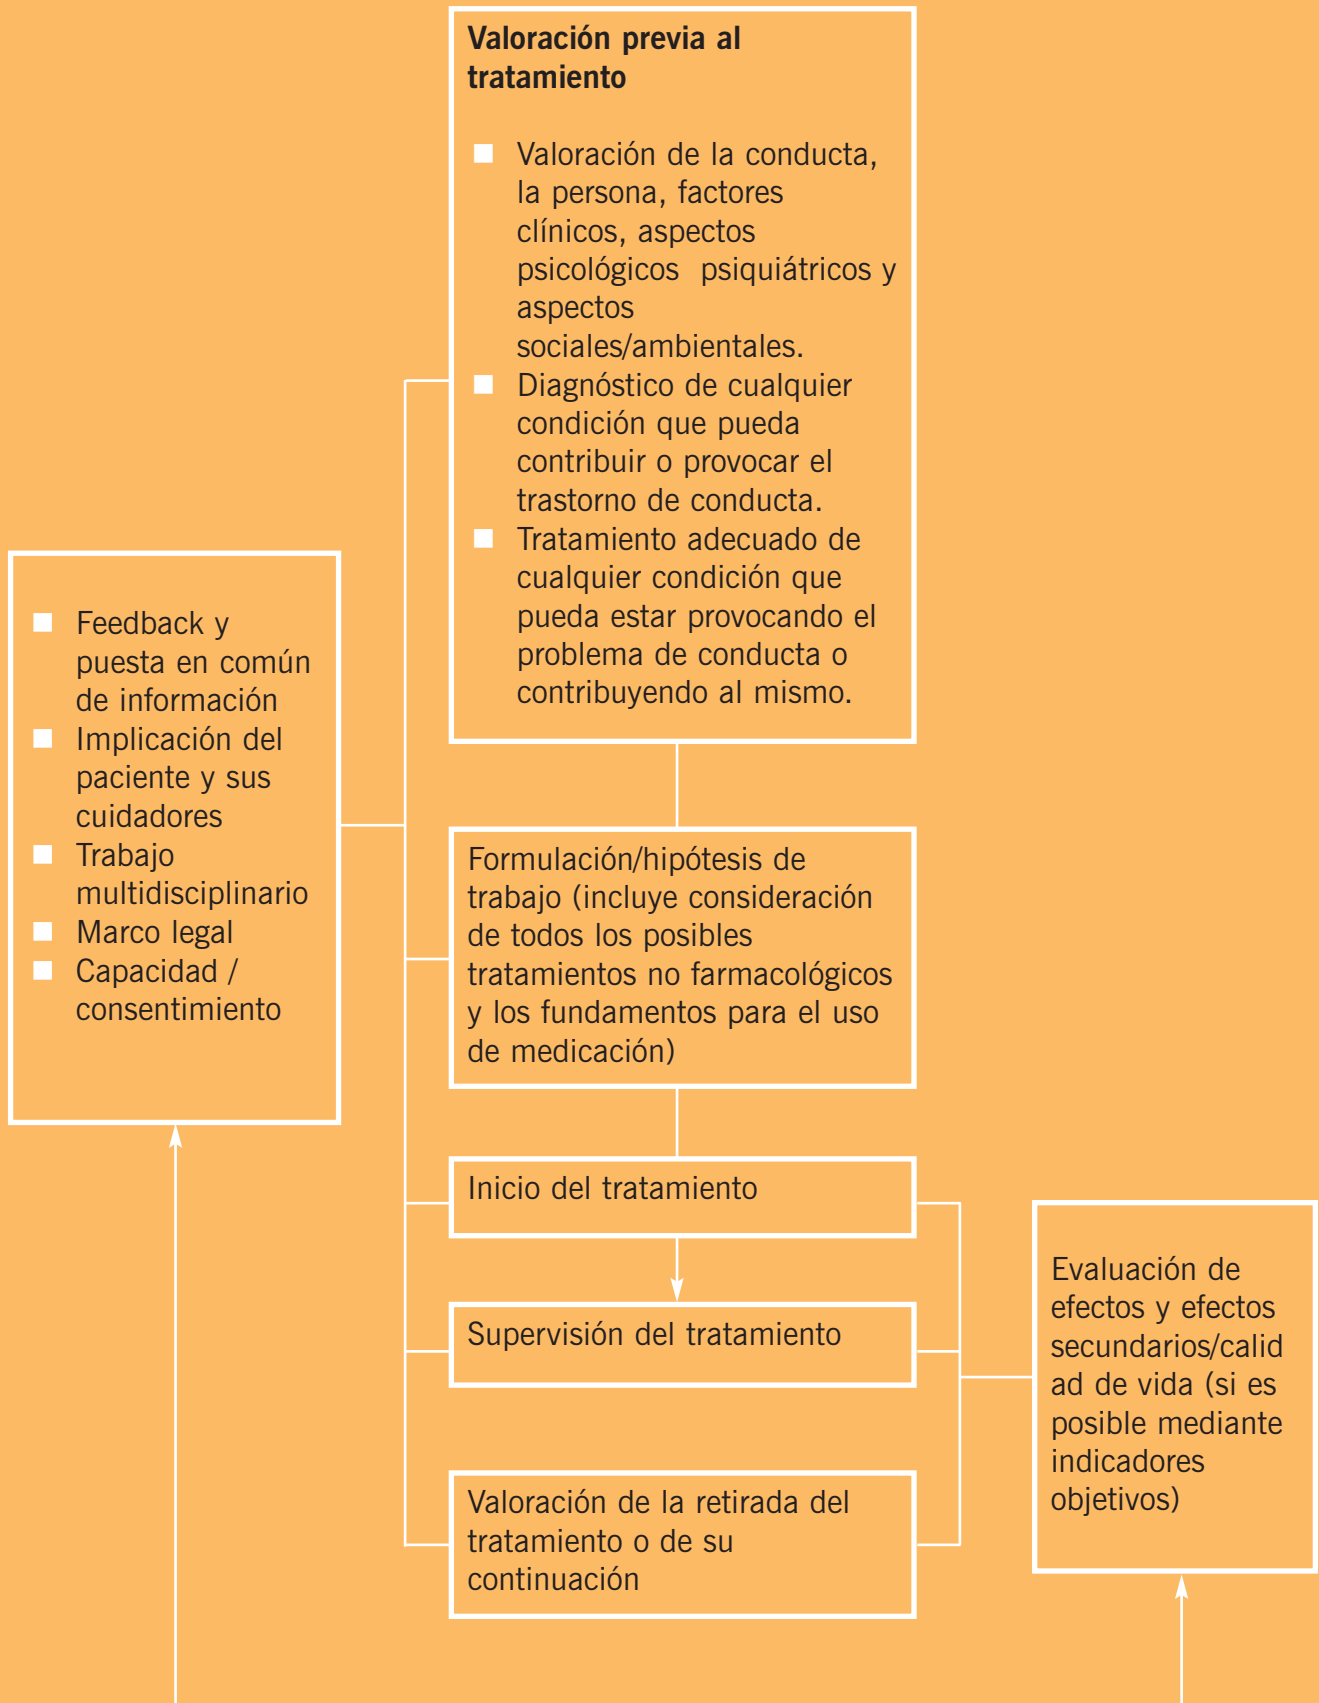 Valoración previa al
tratamiento
Valoración de la conducta,
la persona, factores
clínicos, aspectos
psicológicos  psiquiátricos y
aspectos
sociales/ambientales.
Diagnóstico de cualquier
condición que pueda
contribuir o provocar el
trastorno de conducta.
Tratamiento adecuado de
cualquier condición que
pueda estar provocando el
problema de conducta o
contribuyendo al mismo.
Feedback y
puesta en común
de información
Implicación del
paciente y sus
cuidadores
Trabajo
multidisciplinario
Marco legal
Capacidad /
consentimiento
Formulación/hipótesis de
trabajo (incluye consideración
de todos los posibles
tratamientos no farmacológicos
y los fundamentos para el uso
de medicación)
Inicio del tratamiento
Supervisión del tratamiento
Valoración de la retirada del
tratamiento o de su
continuación
Evaluación de
efectos y efectos
secundarios/calid
ad de vida (si es
posible mediante
indicadores
objetivos)